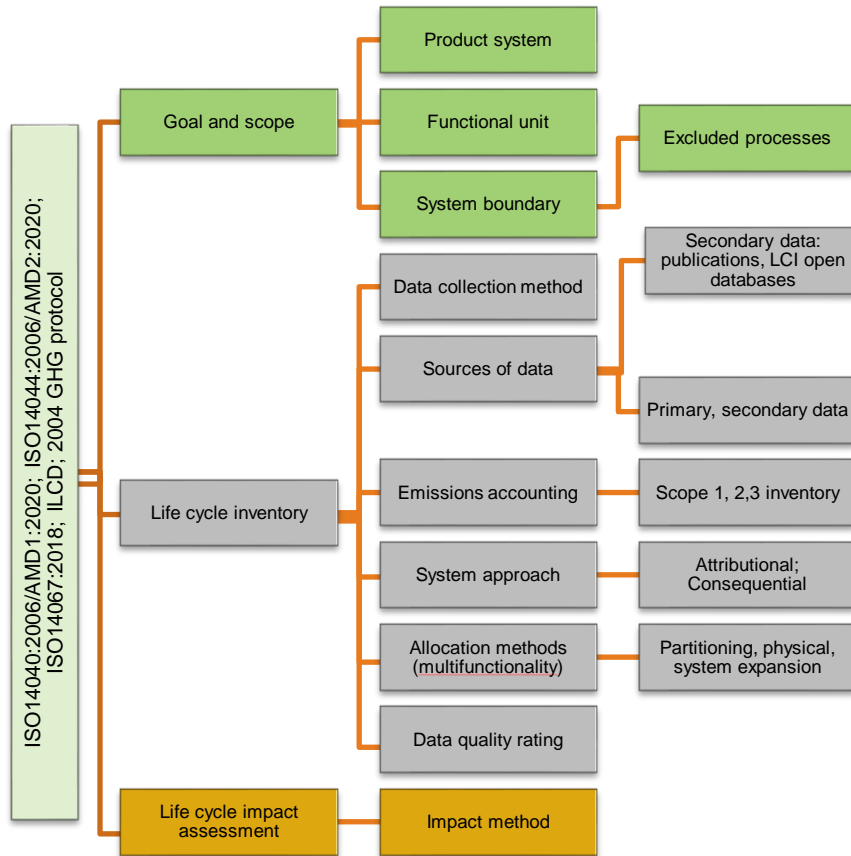 ISO14040:2006/AMD1:2020; ISO14044:2006/AMD2:2020;
ISO14067:2018; ILCD; 2004 GHG protocol
Goal and scope
Product system
Functional unit
System boundary
Excluded processes
Life cycle inventory
Data collection method
Sources of data
Secondary data:
publications, LCI open
databases
Primary, secondary data
Emissions accounting
Scope 1, 2,3 inventory
System approach
Attributional;
Consequential
Allocation methods
(multifunctionality)
Partitioning, physical,
system expansion
Data quality rating
Life cycle impact
assessment
Impact method